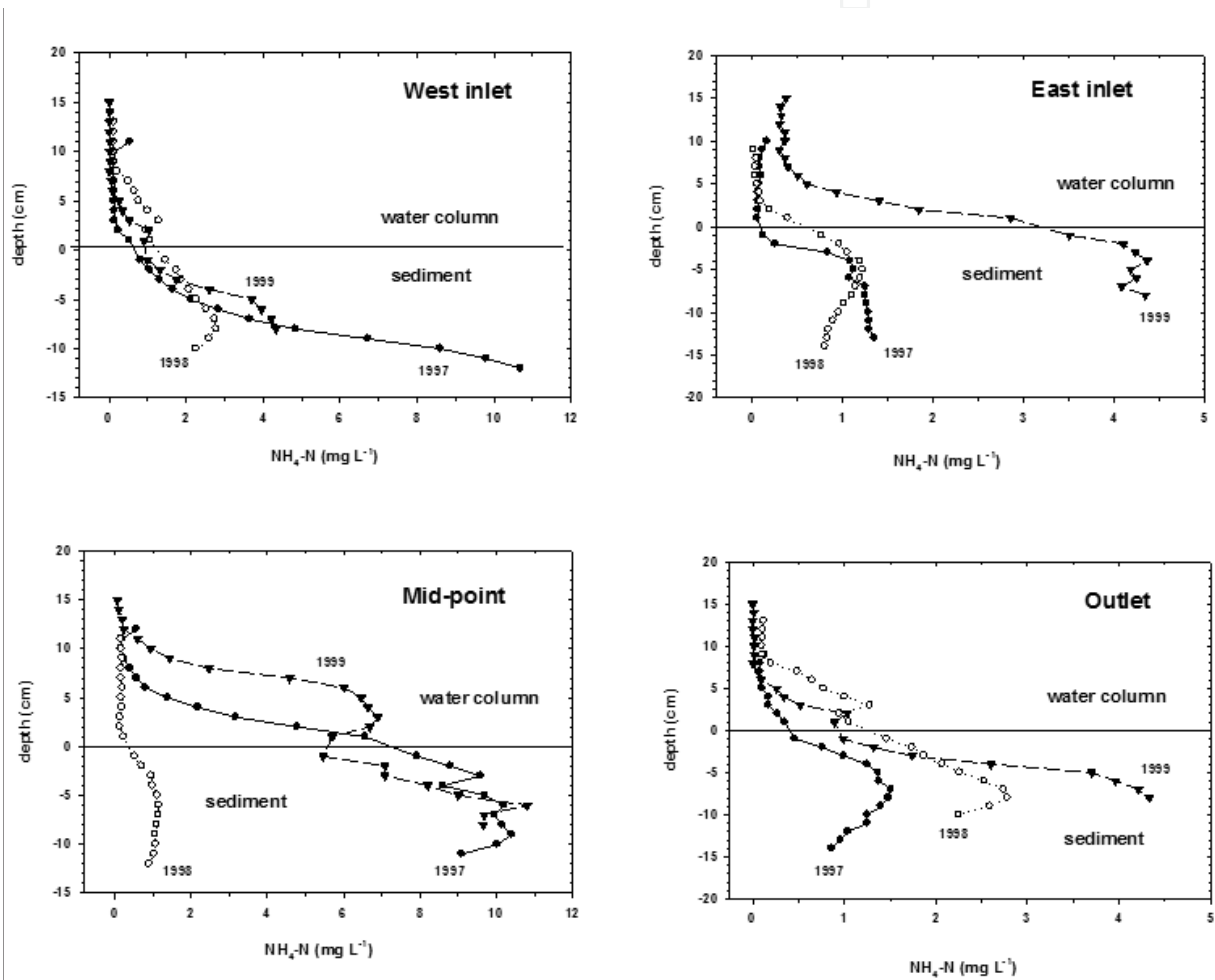 West inlet
20
15
10
5
0
-5
-10
-15
depth (cm)
water column
sediment
1999
1998
1997
0 2 4 6 8 10 12
NH₄-N (mg L⁻¹)
East inlet
20
15
10
5
0
-5
-10
-15
-20
depth (cm)
water column
sediment
1999
1998
1997
0 1 2 3 4 5
NH₄-N (mg L⁻¹)
Mid-point
20
15
10
5
0
-5
-10
-15
depth (cm)
1999
water column
sediment
1998
1997
0 2 4 6 8 10 12
NH₄-N (mg L⁻¹)
Outlet
20
15
10
5
0
-5
-10
-15
-20
depth (cm)
water column
1999
sediment
1998
1997
0 1 2 3 4 5
NH₄-N (mg L⁻¹)